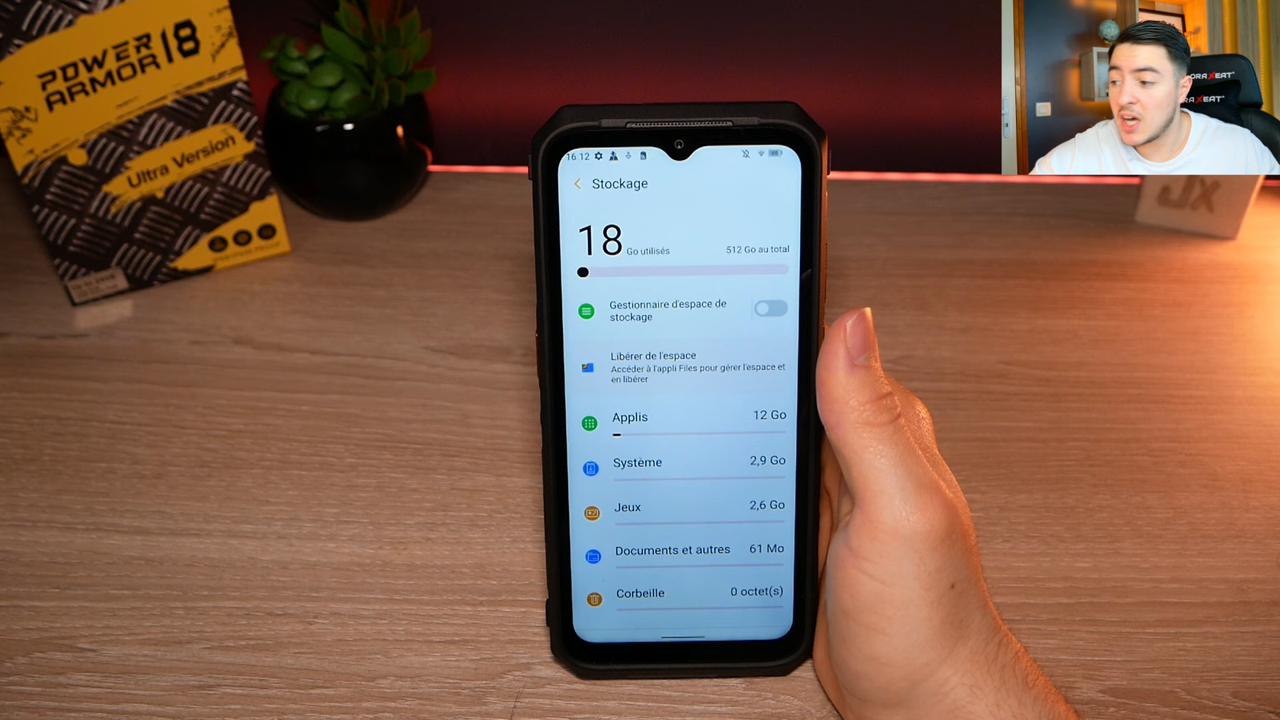 POWER
ARMOR 18
Ultra Version
16:12
Stockage
18 Go utilisés
512 Go au total
Gestionnaire d'espace de
stockage
Libérer de l'espace
Accéder à l'appli Files pour gérer l'espace et
en libérer
Applis 12 Go
Système 2,9 Go
Jeux 2,6 Go
Documents et autres 61 Mo
Corbeille 0 octet(s)
JX